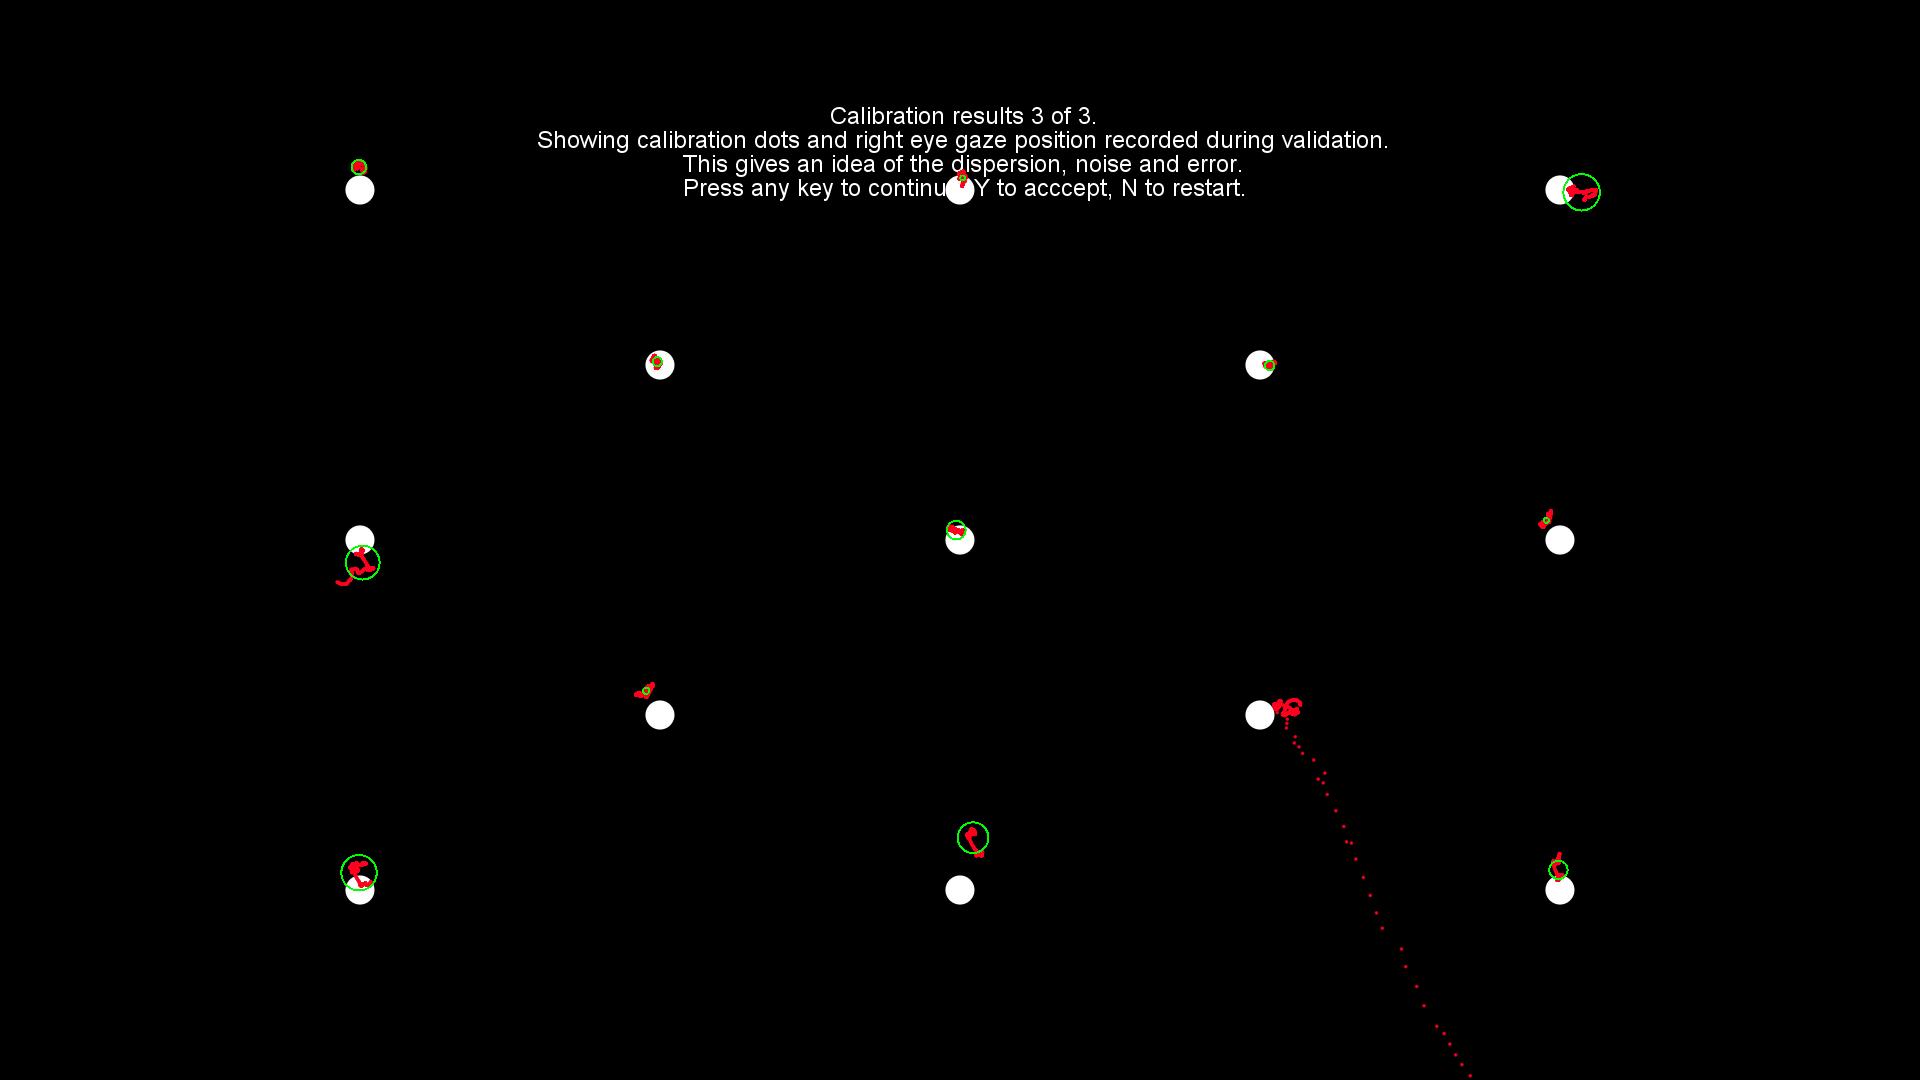 Calibration results 3 of 3.
Showing calibration dots and right eye gaze position recorded during validation.
This gives an idea of the dispersion, noise and error.
Press any key to continu Y to acccept, N to restart.